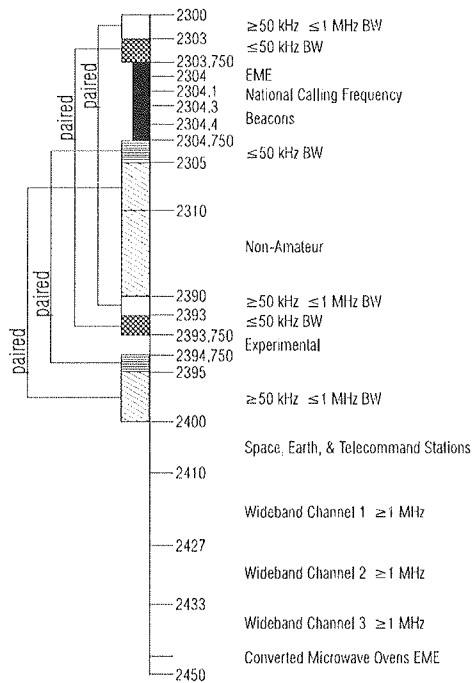 2300
≥50 kHz ≤1 MHz BW
2303
≤50 kHz BW
2303,750
2304
EME
2304,1
National Calling Frequency
2304,3
Beacons
2304,4
2304,750
≤50 kHz BW
2305
2310
Non-Amateur
2390
≥50 kHz ≤1 MHz BW
2393
≤50 kHz BW
2393,750
Experimental
2394,750
2395
≥50 kHz ≤1 MHz BW
2400
Space, Earth, & Telecommand Stations
2410
Wideband Channel 1 ≥1 MHz
2427
Wideband Channel 2 ≥1 MHz
2433
Wideband Channel 3 ≥1 MHz
Converted Microwave Ovens EME
2450
paired
paired
paired
paired